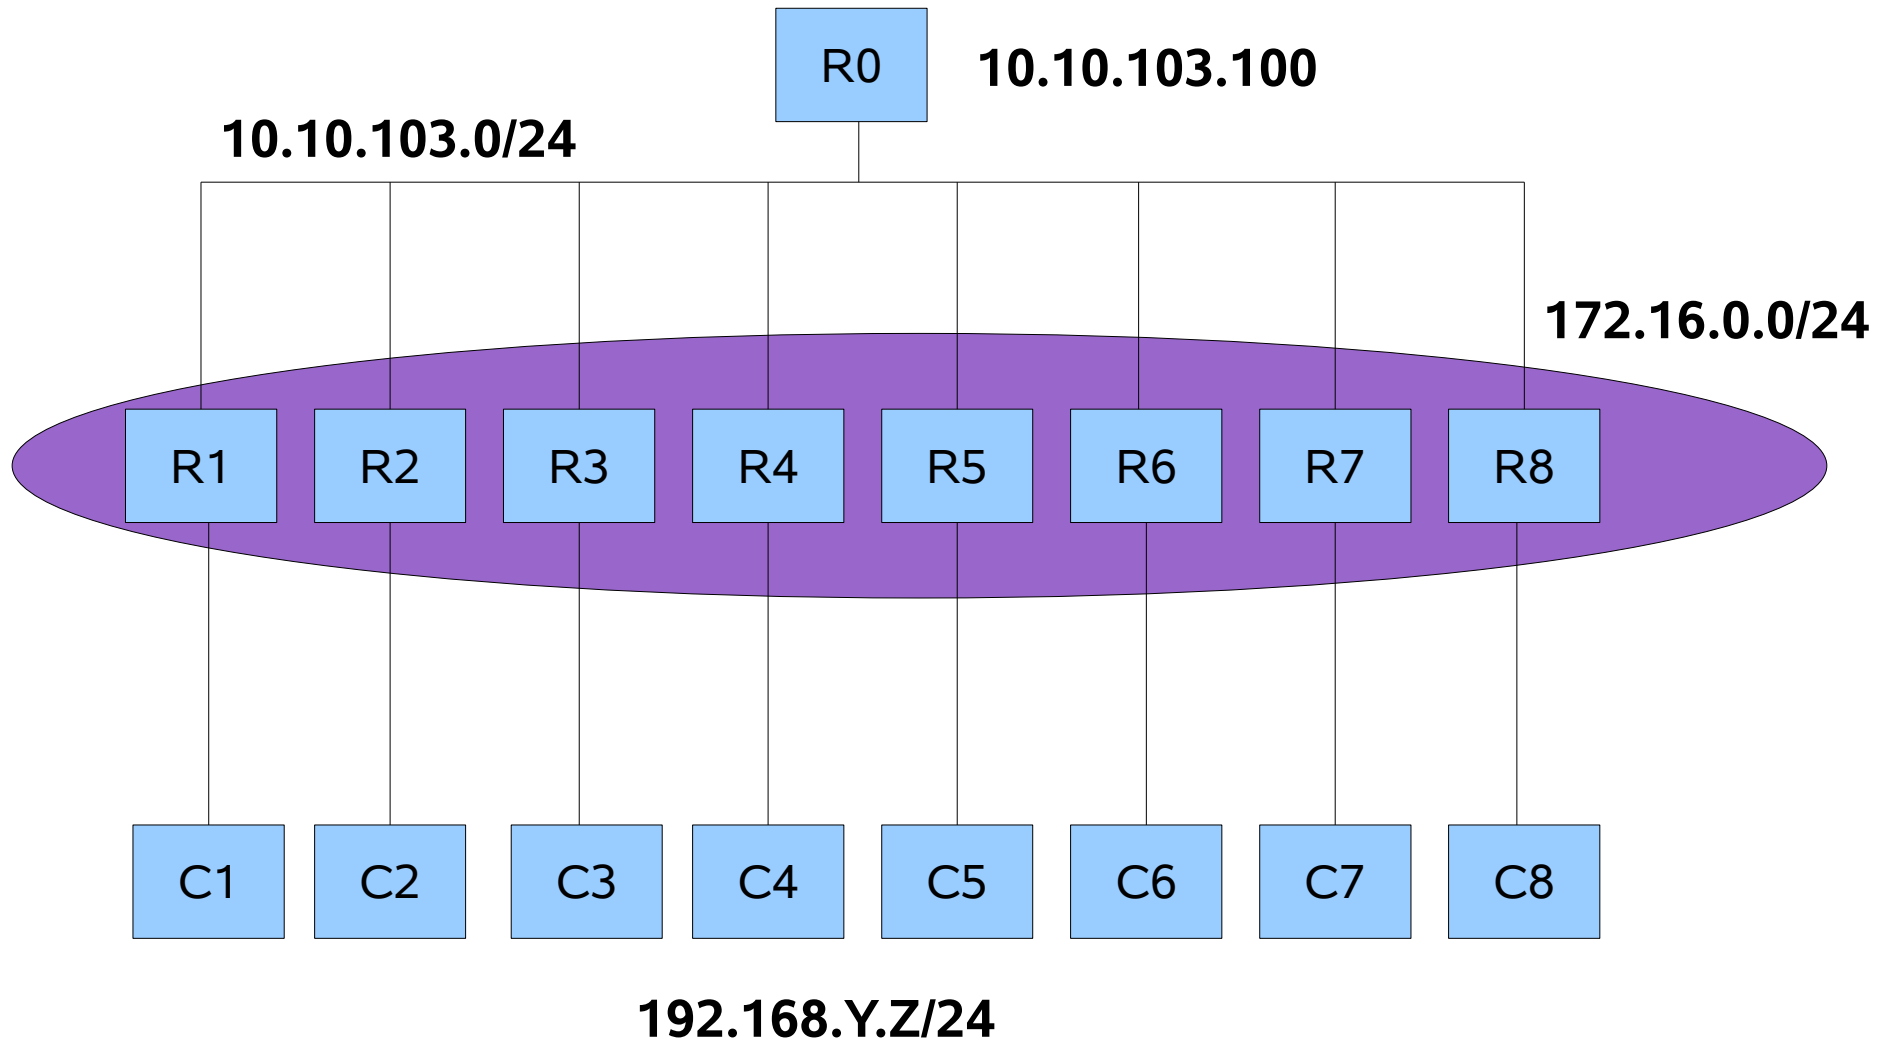 R0
10.10.103.100
10.10.103.0/24
172.16.0.0/24
R1 R2 R3 R4 R5 R6 R7 R8
C1 C2 C3 C4 C5 C6 C7 C8
192.168.Y.Z/24